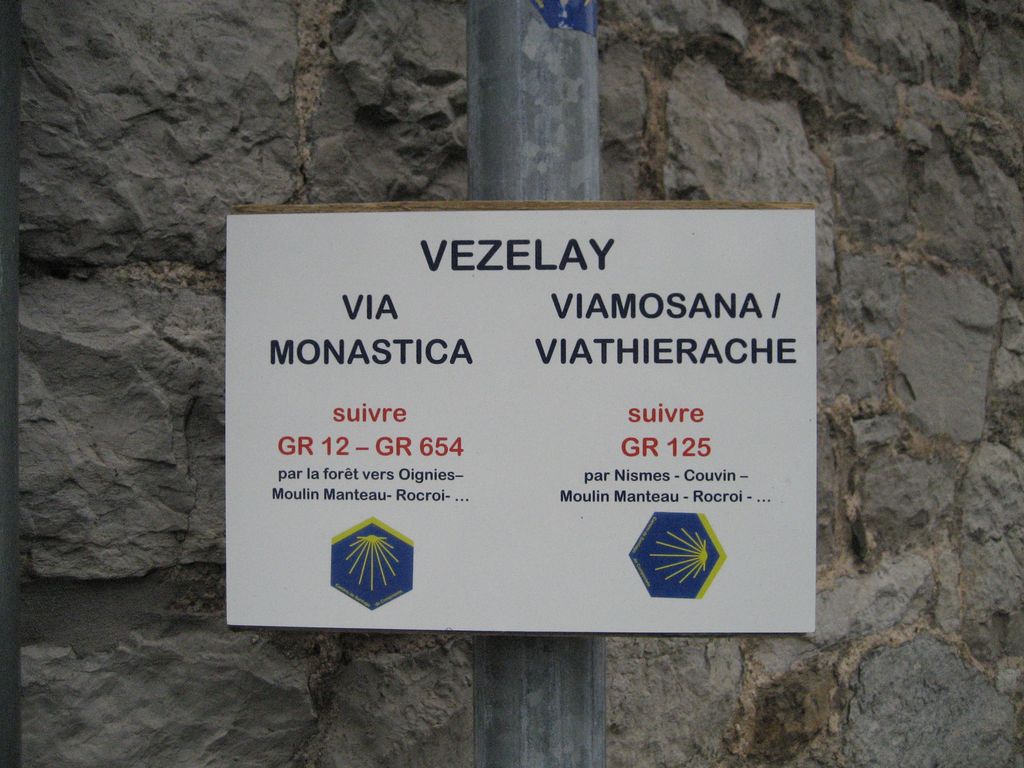 VEZELAY
VIA
MONASTICA
suivre
GR 12 – GR 654
par la forêt vers Oignies–
Moulin Manteau- Rocroi- ...
VIAMOSANA /
VIATHIERACHE
suivre
GR 125
par Nismes - Couvin –
Moulin Manteau - Rocroi - ...